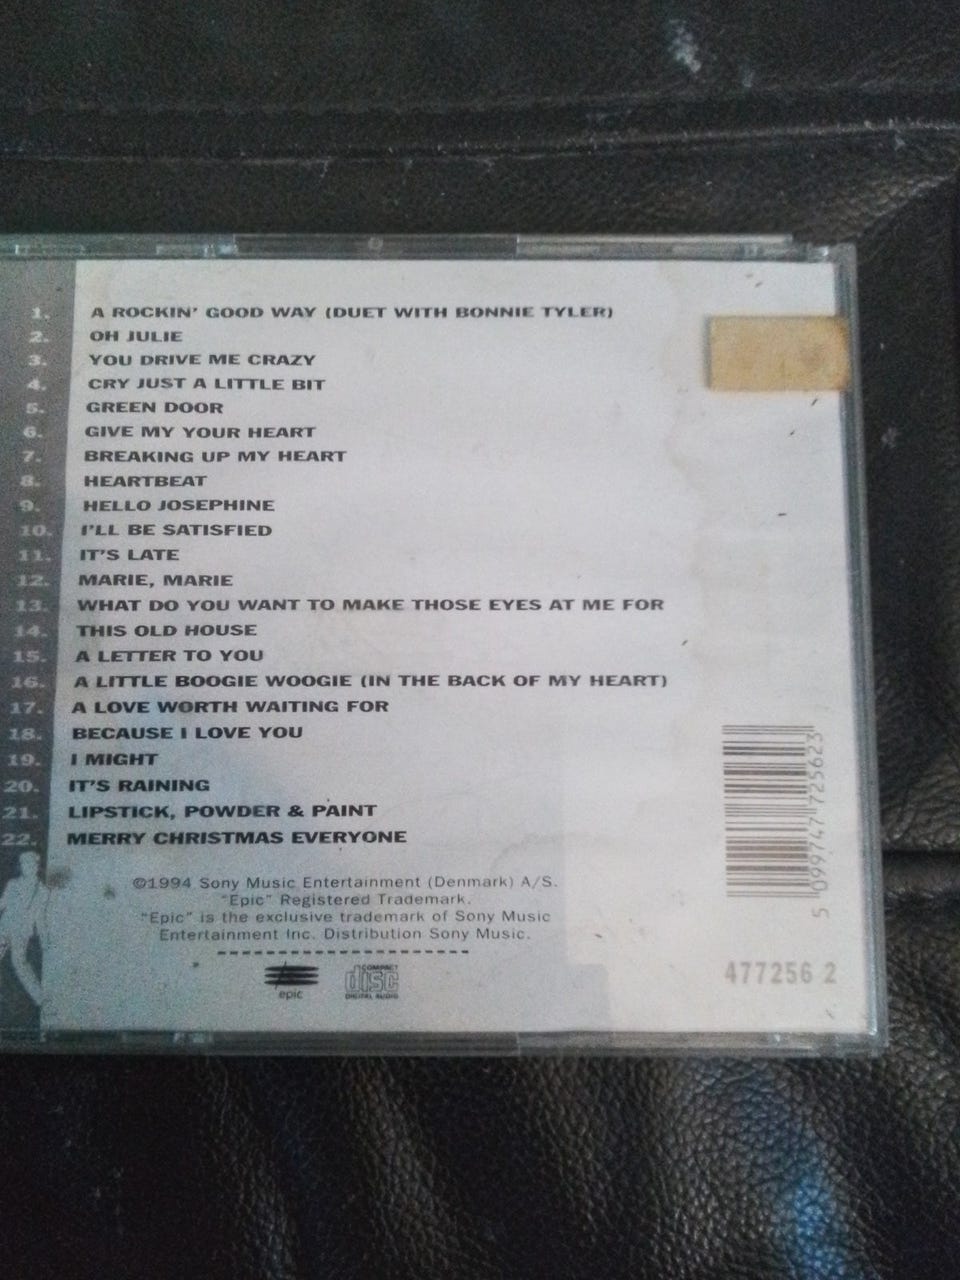 1. A ROCKIN' GOOD WAY (DUET WITH BONNIE TYLER)
2. OH JULIE
3. YOU DRIVE ME CRAZY
4. CRY JUST A LITTLE BIT
5. GREEN DOOR
6. GIVE MY YOUR HEART
7. BREAKING UP MY HEART
8. HEARTBEAT
9. HELLO JOSEPHINE
10. I'LL BE SATISFIED
11. IT'S LATE
12. MARIE, MARIE
13. WHAT DO YOU WANT TO MAKE THOSE EYES AT ME FOR
14. THIS OLD HOUSE
15. A LETTER TO YOU
16. A LITTLE BOOGIE WOOGIE (IN THE BACK OF MY HEART)
17. A LOVE WORTH WAITING FOR
18. BECAUSE I LOVE YOU
19. I MIGHT
20. IT'S RAINING
21. LIPSTICK, POWDER & PAINT
22. MERRY CHRISTMAS EVERYONE
©1994 Sony Music Entertainment (Denmark) A/S.
"Epic" Registered Trademark.
"Epic" is the exclusive trademark of Sony Music
Entertainment Inc. Distribution Sony Music.
epic
COMPACT
disc
DIGITAL AUDIO
5 099747 725623
477256 2